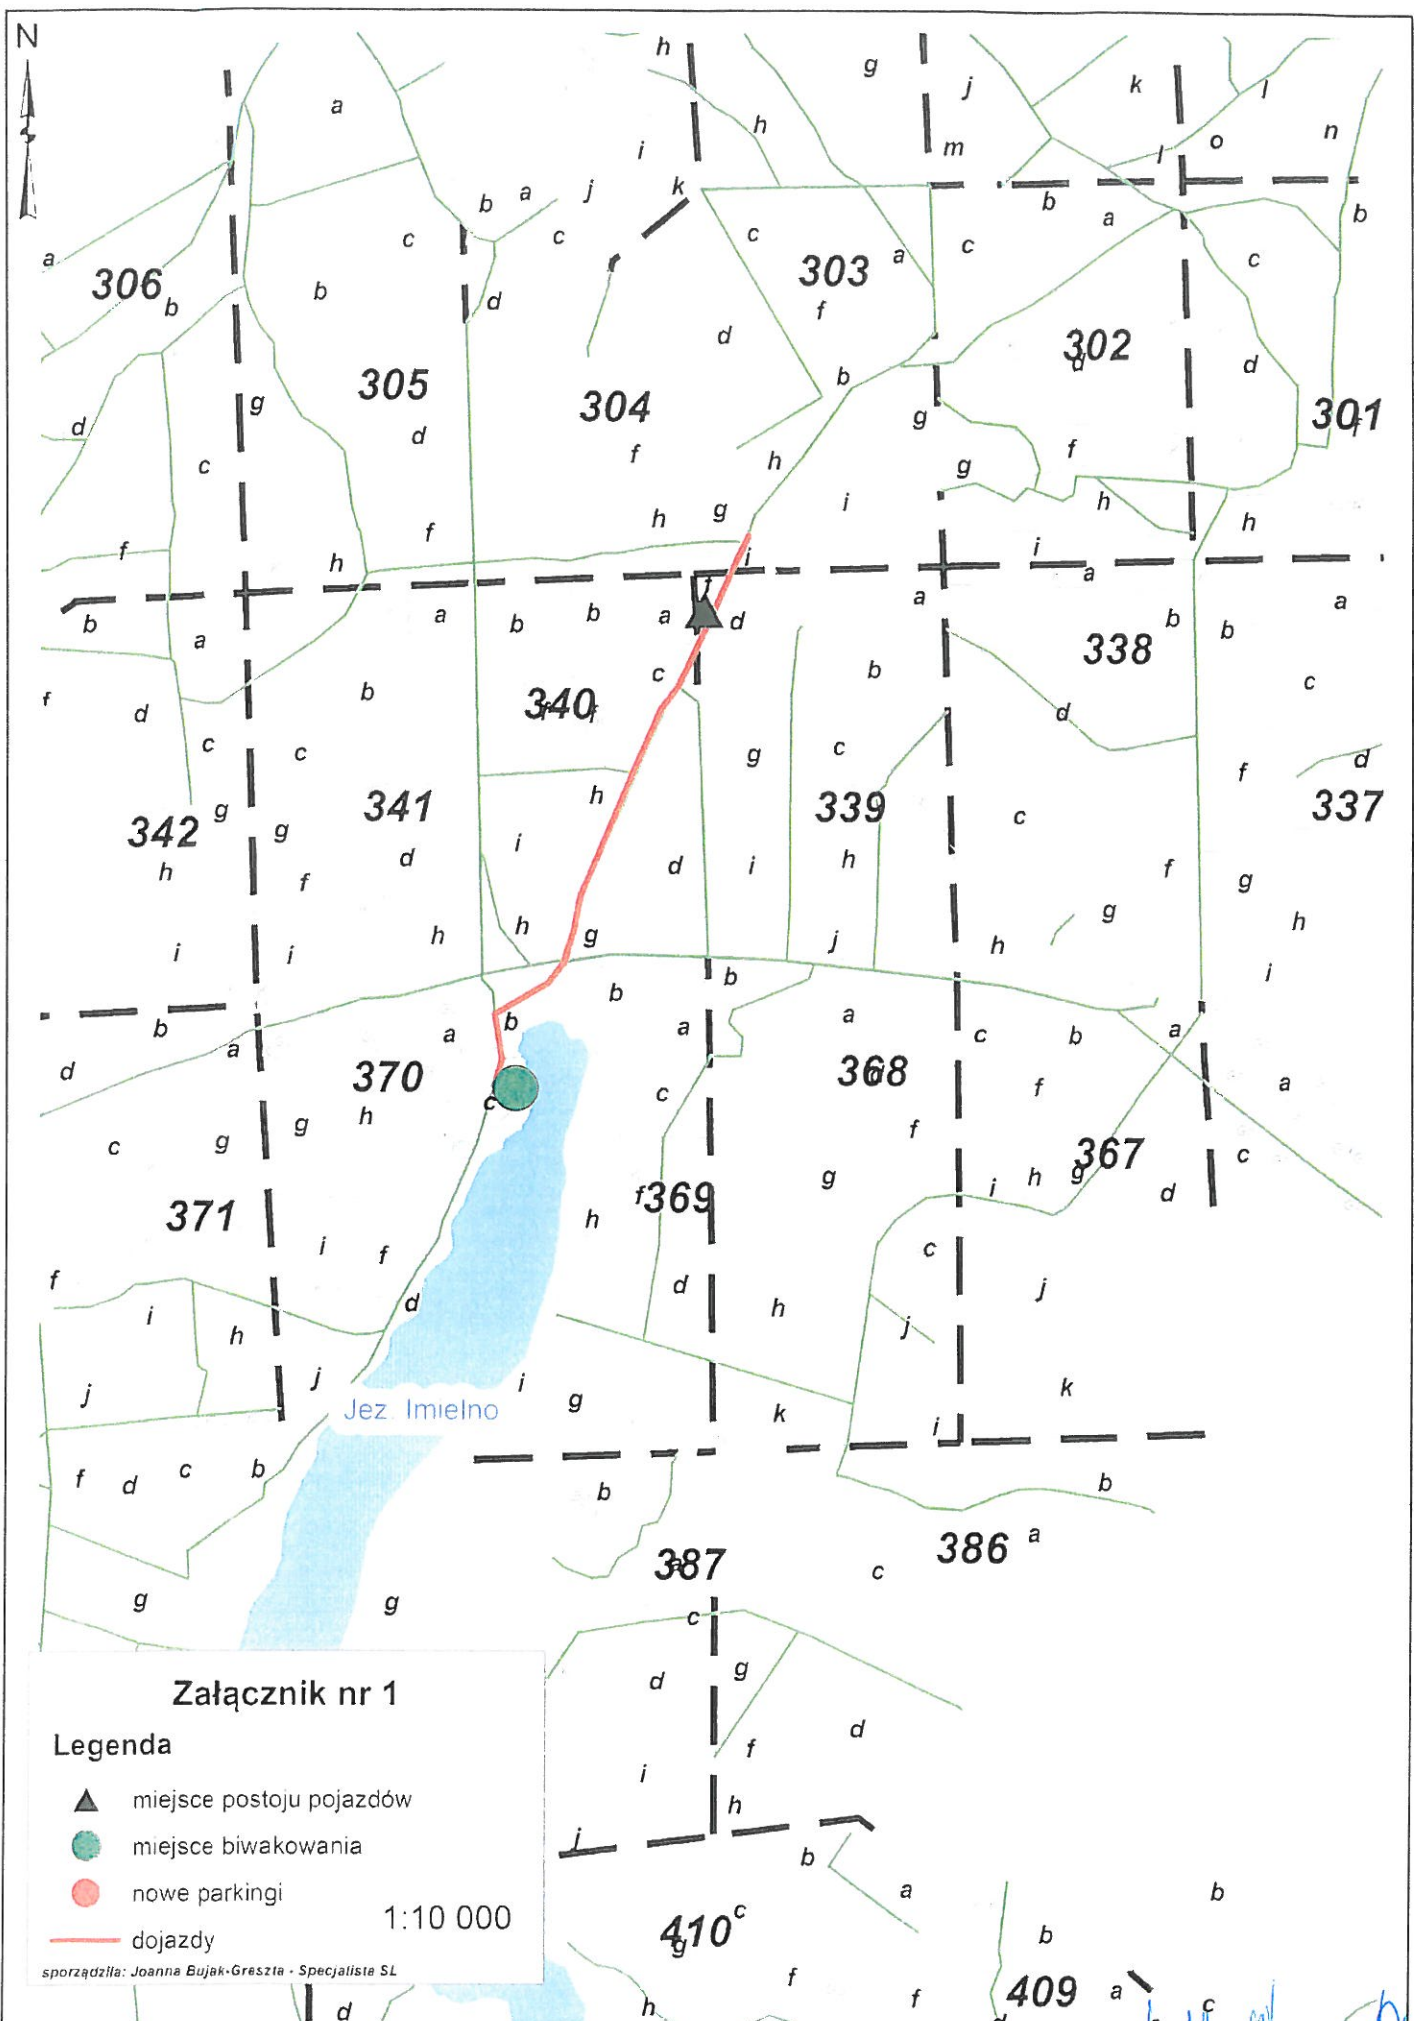 N
h g j k l
a h n
i m l o
k
b a j b a b
c c c a c c
a
306 303
b b d f
d 302
d d
305 b
304 301
g g f
d d
c f h g f
h g i h h
f f i
h i a
b a b b a d a b b a
a 338
c b c
f d b 340 f f d
c c g c f d
g 341 339 337
342 g c
h d i d i h f g
f g h
i i h h g j h i
b b
b a b a a c b a
d a
370 368 d a
c f
h c
c g g f 367 c
371 f 369 g i h g d
h
i f c
f d j
i d h
h j
j j i g k
Jez. Imielno k
i
f d c b b b
386 a
387 a c
g g
c
d g
Załącznik nr 1 d
Legenda f
miejsce postoju pojazdów i
h
miejsce biwakowania j
b
nowe parkingi a b
1:10 000 410 c
dojazdy g b
sporządziła: Joanna Bujak-Greszta - Specjalista SL
f 409 a
d h f c